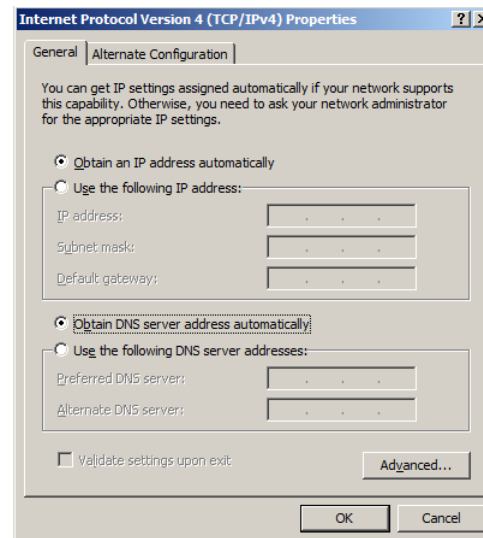 Internet Protocol Version 4 (TCP/IPv4) Properties
General
Alternate Configuration
You can get IP settings assigned automatically if your network supports
this capability. Otherwise, you need to ask your network administrator
for the appropriate IP settings.
Obtain an IP address automatically
Use the following IP address:
IP address:
Subnet mask:
Default gateway:
Obtain DNS server address automatically
Use the following DNS server addresses:
Preferred DNS server:
Alternate DNS server:
Validate settings upon exit
Advanced...
OK
Cancel